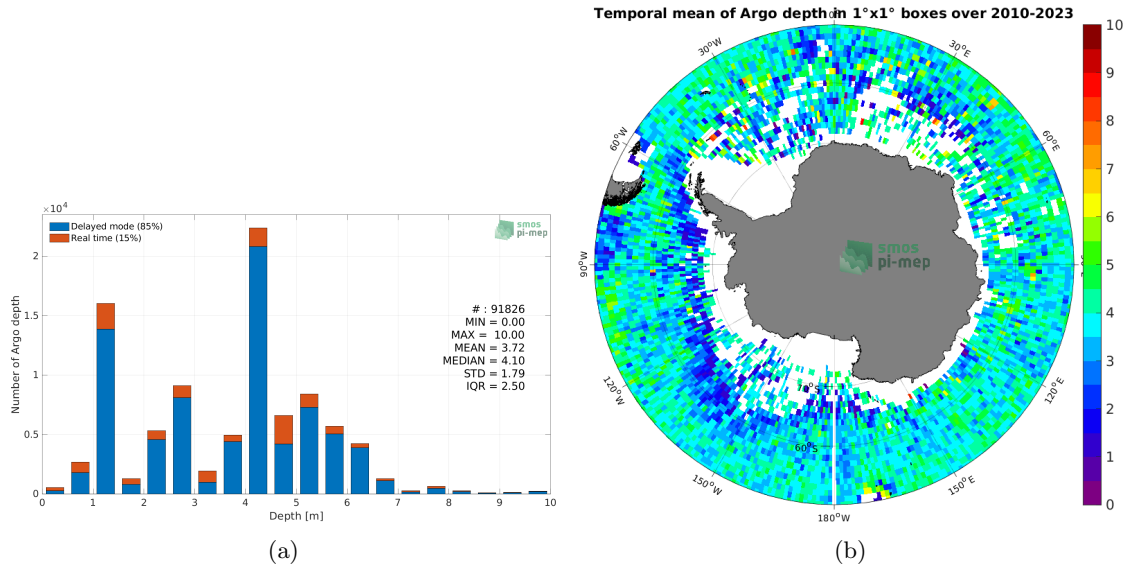 Temporal mean of Argo depth in 1°x1° boxes over 2010-2023
×10⁴
Delayed mode (85%)
Real time (15%)
smos
pi-mep
# : 91826
MIN = 0.00
MAX = 10.00
MEAN = 3.72
MEDIAN = 4.10
STD = 1.79
IQR = 2.50
Number of Argo depth
2
1.5
1
0.5
0
0 1 2 3 4 5 6 7 8 9 10
Depth [m]
(a)
30°W
30°E
60°W
60°E
90°W
120°W
120°E
150°W
150°E
180°W
70°S
60°S
smos
pi-mep
10
9
8
7
6
5
4
3
2
1
0
(b)